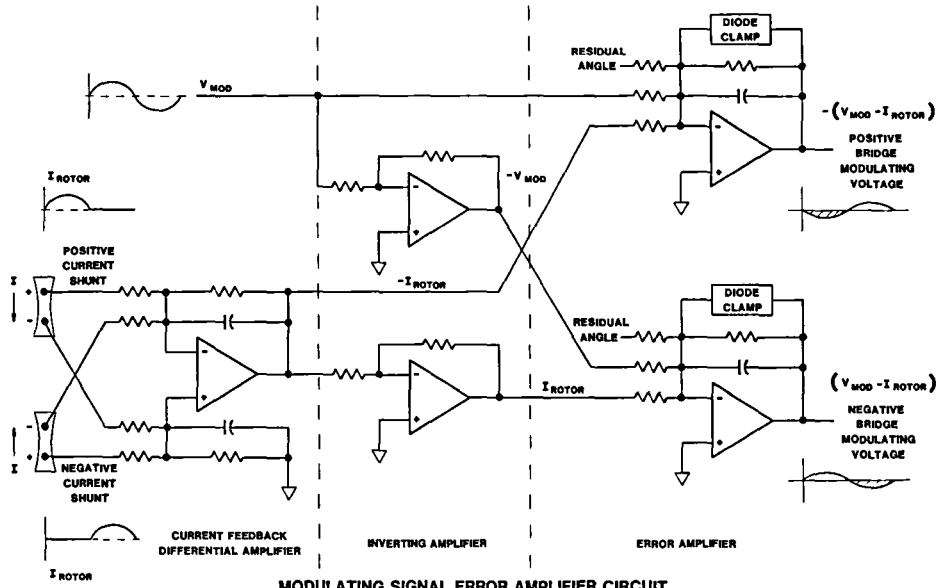 DIODE
CLAMP
RESIDUAL
ANGLE
V MOD
-(V MOD - I ROTOR)
POSITIVE
BRIDGE
MODULATING
VOLTAGE
-V MOD
-
+
-
+
I ROTOR
POSITIVE
CURRENT
SHUNT
-I ROTOR
I
+
-
DIODE
CLAMP
RESIDUAL
ANGLE
-
+
-
+
I ROTOR
-
+
(V MOD - I ROTOR)
NEGATIVE
BRIDGE
MODULATING
VOLTAGE
-
+
I
NEGATIVE
CURRENT
SHUNT
CURRENT FEEDBACK
DIFFERENTIAL AMPLIFIER
INVERTING AMPLIFIER
ERROR AMPLIFIER
I ROTOR
MODULATING SIGNAL ERROR AMPLIFIER CIRCUIT